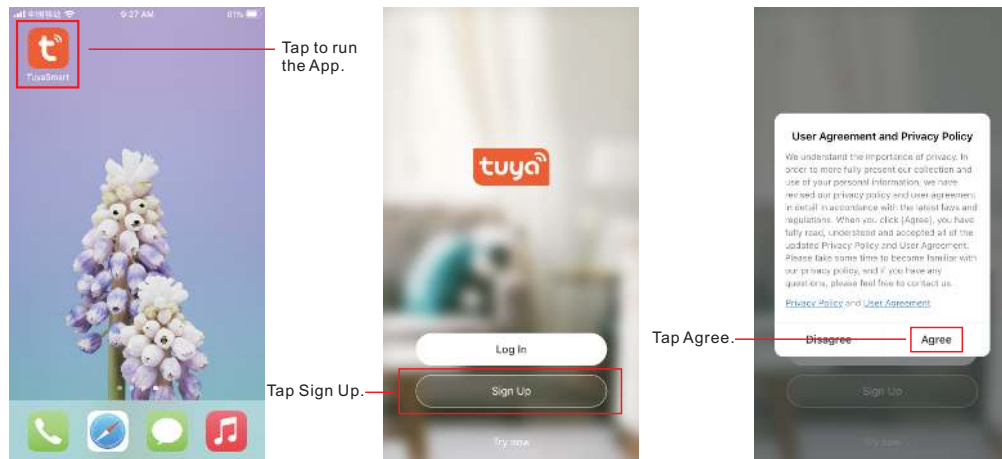 中国移动
9:27 AM
81%
TuyaSmart
Tap to run
the App.
tuya
Log In
Sign Up
Tap Sign Up.
Try now
User Agreement and Privacy Policy
We understand the importance of privacy. In
order to more fully present our collection and
use of your personal information, we have
revised our privacy policy and user agreement
in detail in accordance with the latest laws and
regulations. When you click [Agree], you have
fully read, understood and accepted all of the
updated Privacy Policy and User Agreement.
Please take some time to become familiar with
our privacy policy, and if you have any
questions, please feel free to contact us.
Privacy Policy and User Agreement
Tap Agree.
Disagree
Agree
Sign Up
Try now